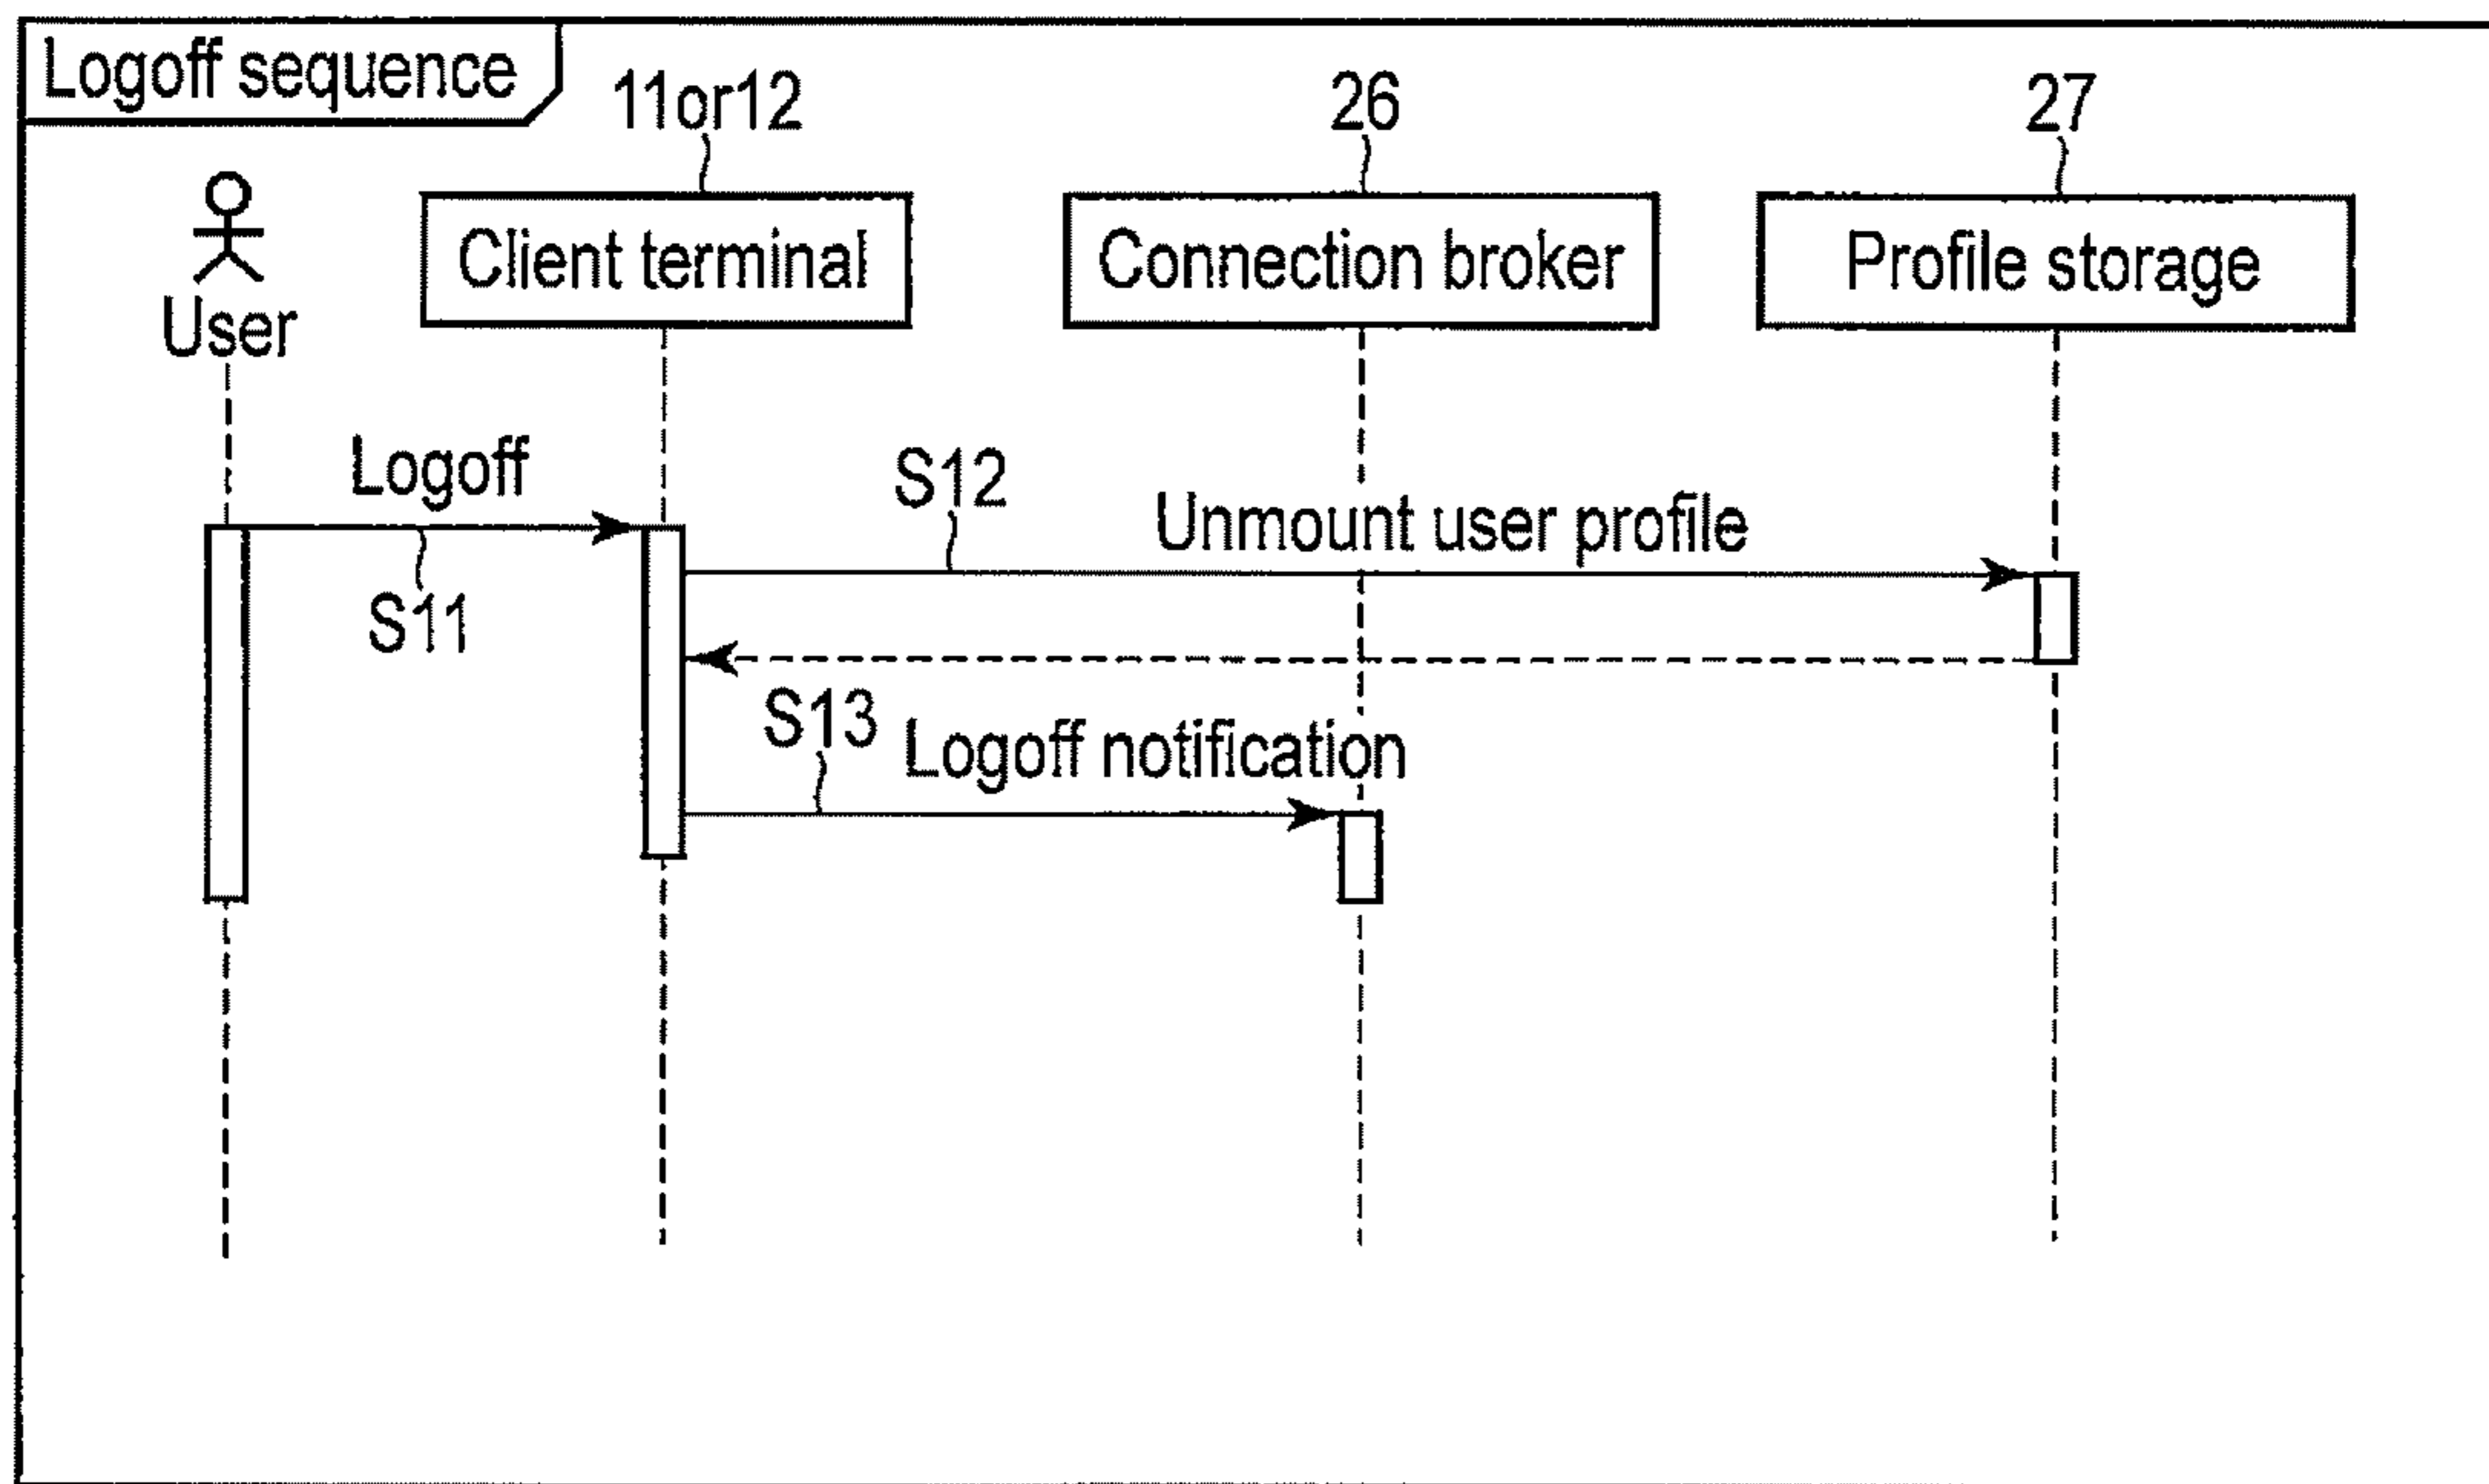 Logoff sequence
11or12
26
27
Client terminal
Connection broker
Profile storage
User
Logoff
S12
Unmount user profile
S11
S13
Logoff notification